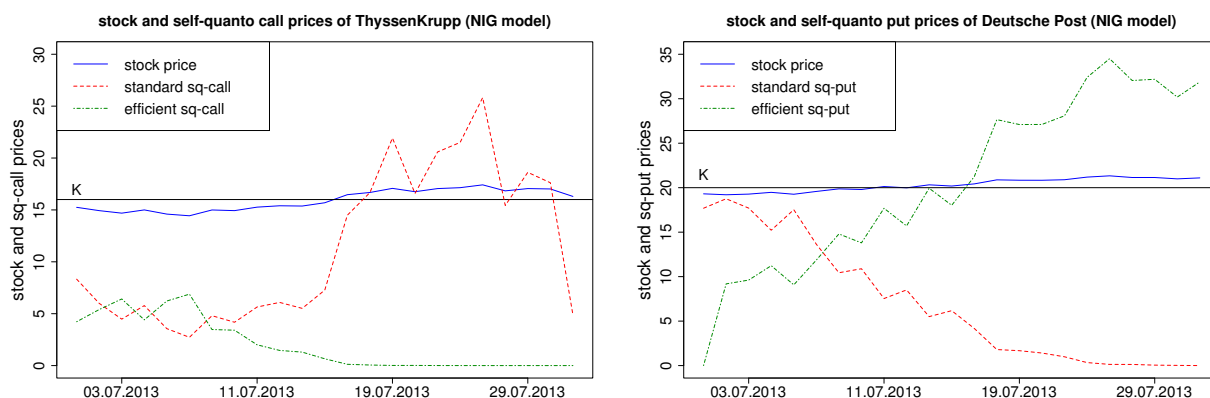 stock and self-quanto call prices of ThyssenKrupp (NIG model)
stock and sq-call prices
30
25
20
15
10
5
0
stock price
standard sq-call
efficient sq-call
K
03.07.2013 11.07.2013 19.07.2013 29.07.2013
stock and self-quanto put prices of Deutsche Post (NIG model)
stock and sq-put prices
35
30
25
20
15
10
5
0
stock price
standard sq-put
efficient sq-put
K
03.07.2013 11.07.2013 19.07.2013 29.07.2013